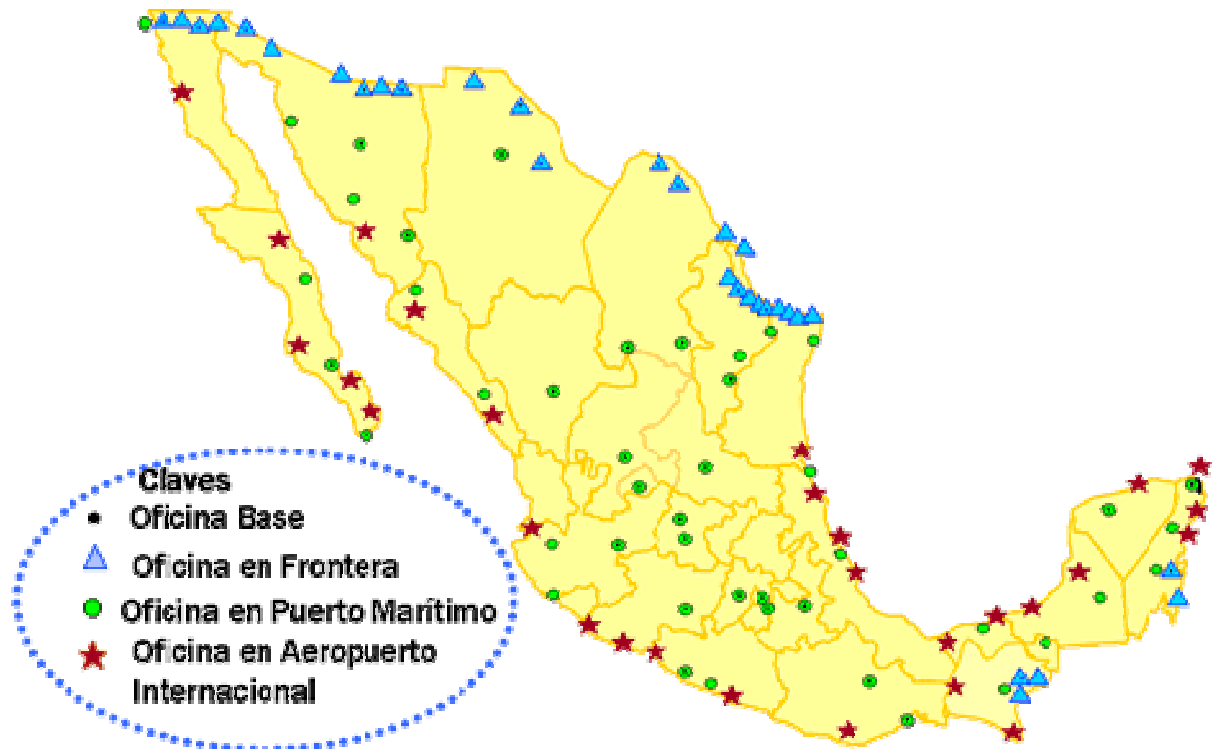 Claves
Oficina Base
Oficina en Frontera
Oficina en Puerto Marítimo
Oficina en Aeropuerto
Internacional